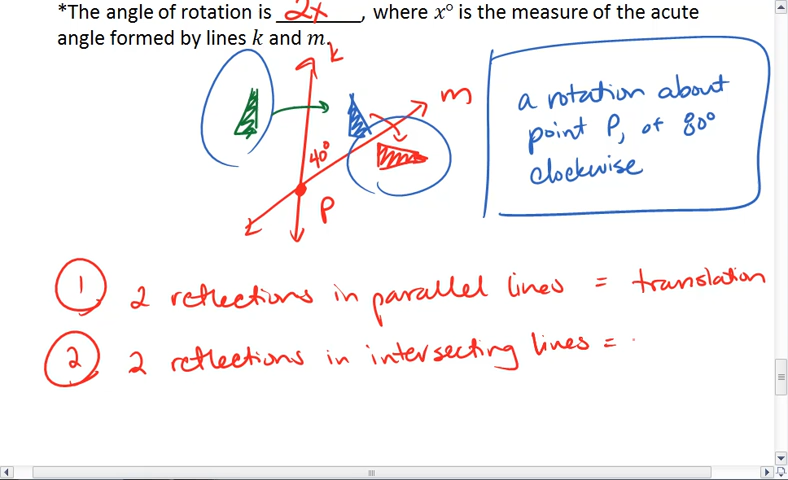 *The angle of rotation is 2x, where x° is the measure of the acute
angle formed by lines k and m.
k
m
40°
P
a rotation about
point P, of 80°
clockwise
1 2 reflections in parallel lines = translation
2 2 reflections in intersecting lines =